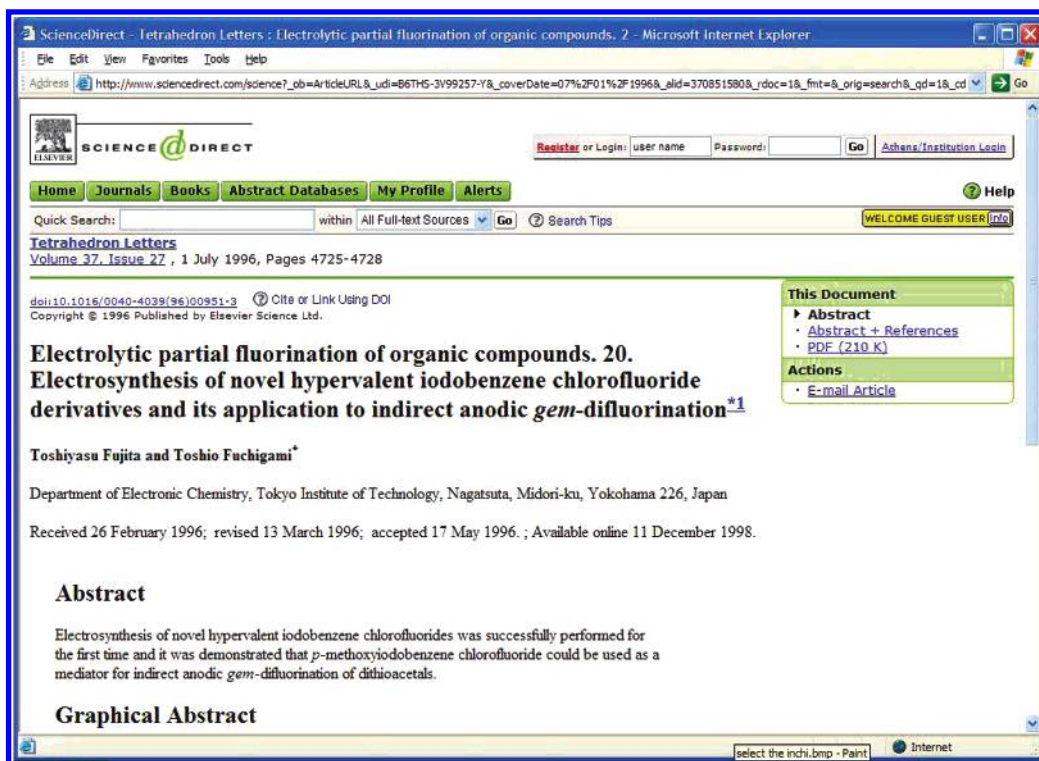 ScienceDirect - Tetrahedron Letters : Electrolytic partial fluorination of organic compounds. 2 - Microsoft Internet Explorer
File Edit View Favorites Tools Help
Address http://www.sciencedirect.com/science?_ob=ArticleURL&_udi=B6THS-3V99257-Y&_coverDate=07%2F01%2F1996&_alid=370851580&_rdoc=1&_fmt=&_orig=search&_qd=1&_cd Go
ELSEVIER SCIENCE @ DIRECT
Register or Login: user name Password: Go Athens/Institution Login
Home Journals Books Abstract Databases My Profile Alerts ? Help
Quick Search: within All Full-text Sources Go ? Search Tips WELCOME GUEST USER info
Tetrahedron Letters
Volume 37, Issue 27 , 1 July 1996, Pages 4725-4728
doi:10.1016/0040-4039(96)00951-3 ? Cite or Link Using DOI
Copyright © 1996 Published by Elsevier Science Ltd.
This Document
▶ Abstract
· Abstract + References
· PDF (210 K)
Actions
· E-mail Article
Electrolytic partial fluorination of organic compounds. 20.
Electrosynthesis of novel hypervalent iodobenzene chlorofluoride
derivatives and its application to indirect anodic gem-difluorination*1
Toshiyasu Fujita and Toshio Fuchigami*
Department of Electronic Chemistry, Tokyo Institute of Technology, Nagatsuta, Midori-ku, Yokohama 226, Japan
Received 26 February 1996; revised 13 March 1996; accepted 17 May 1996. ; Available online 11 December 1998.
Abstract
Electrosynthesis of novel hypervalent iodobenzene chlorofluorides was successfully performed for
the first time and it was demonstrated that p-methoxyiodobenzene chlorofluoride could be used as a
mediator for indirect anodic gem-difluorination of dithioacetals.
Graphical Abstract
select the inchi.bmp - Paint Internet